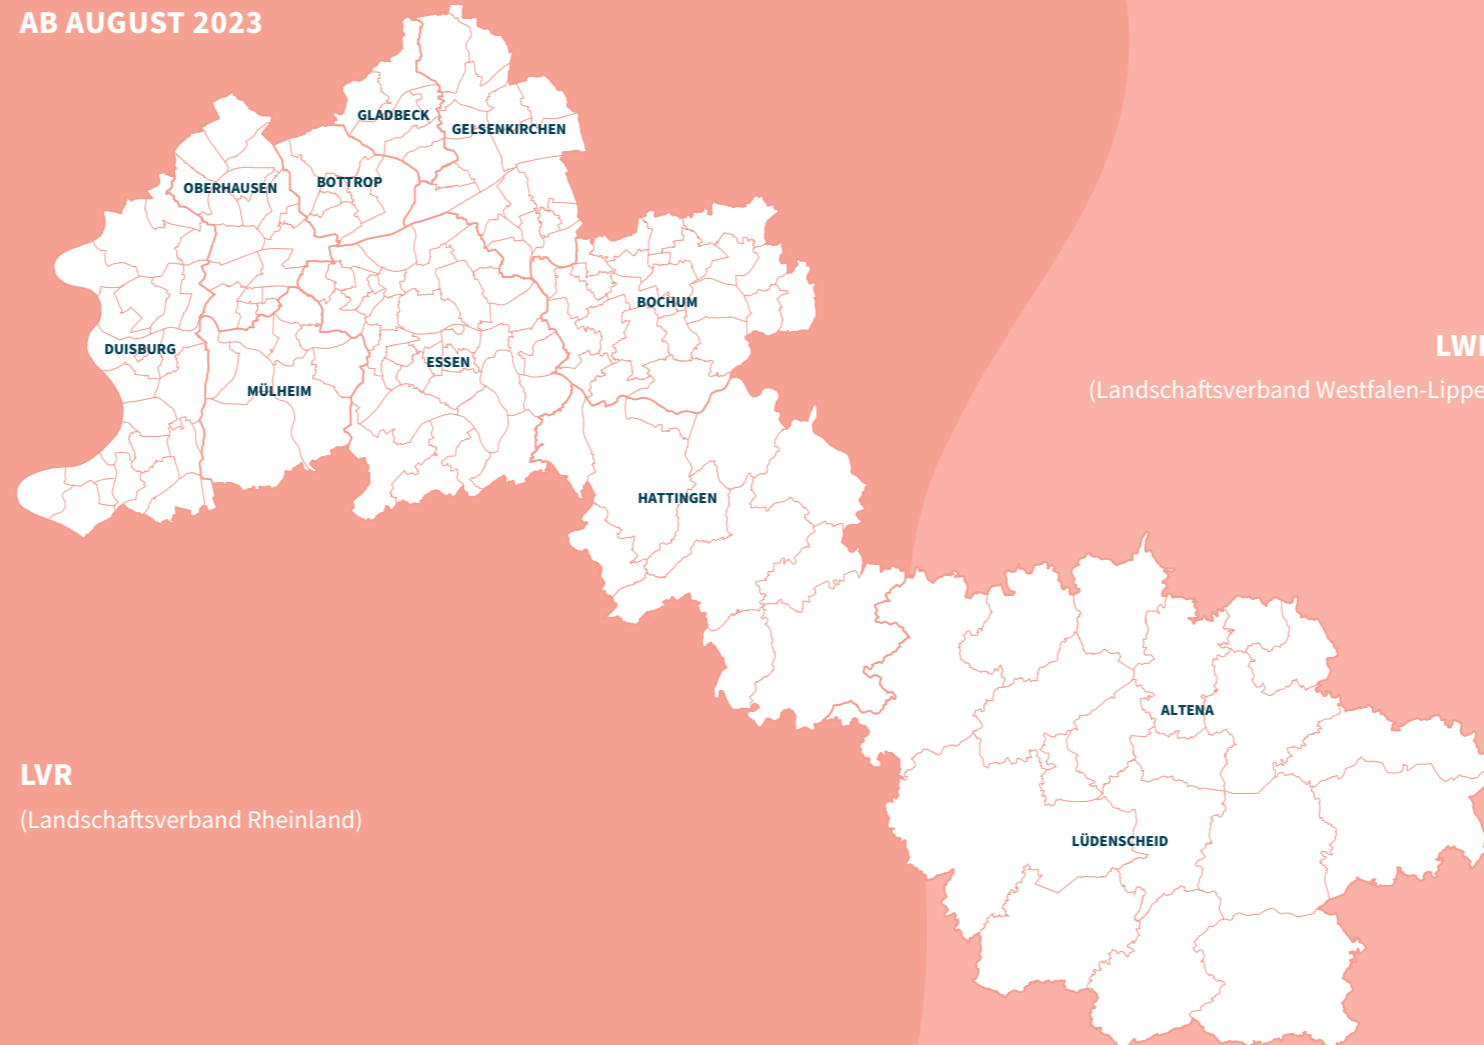 AB AUGUST 2023
GLADBECK
GELSENKIRCHEN
BOTTROP
OBERHAUSEN
BOCHUM
DUISBURG
ESSEN
MÜLHEIM
LW
(Landschaftsverband Westfalen-Lippe
HATTINGEN
ALTENA
LVR
(Landschaftsverband Rheinland)
LÜDENSCHEID